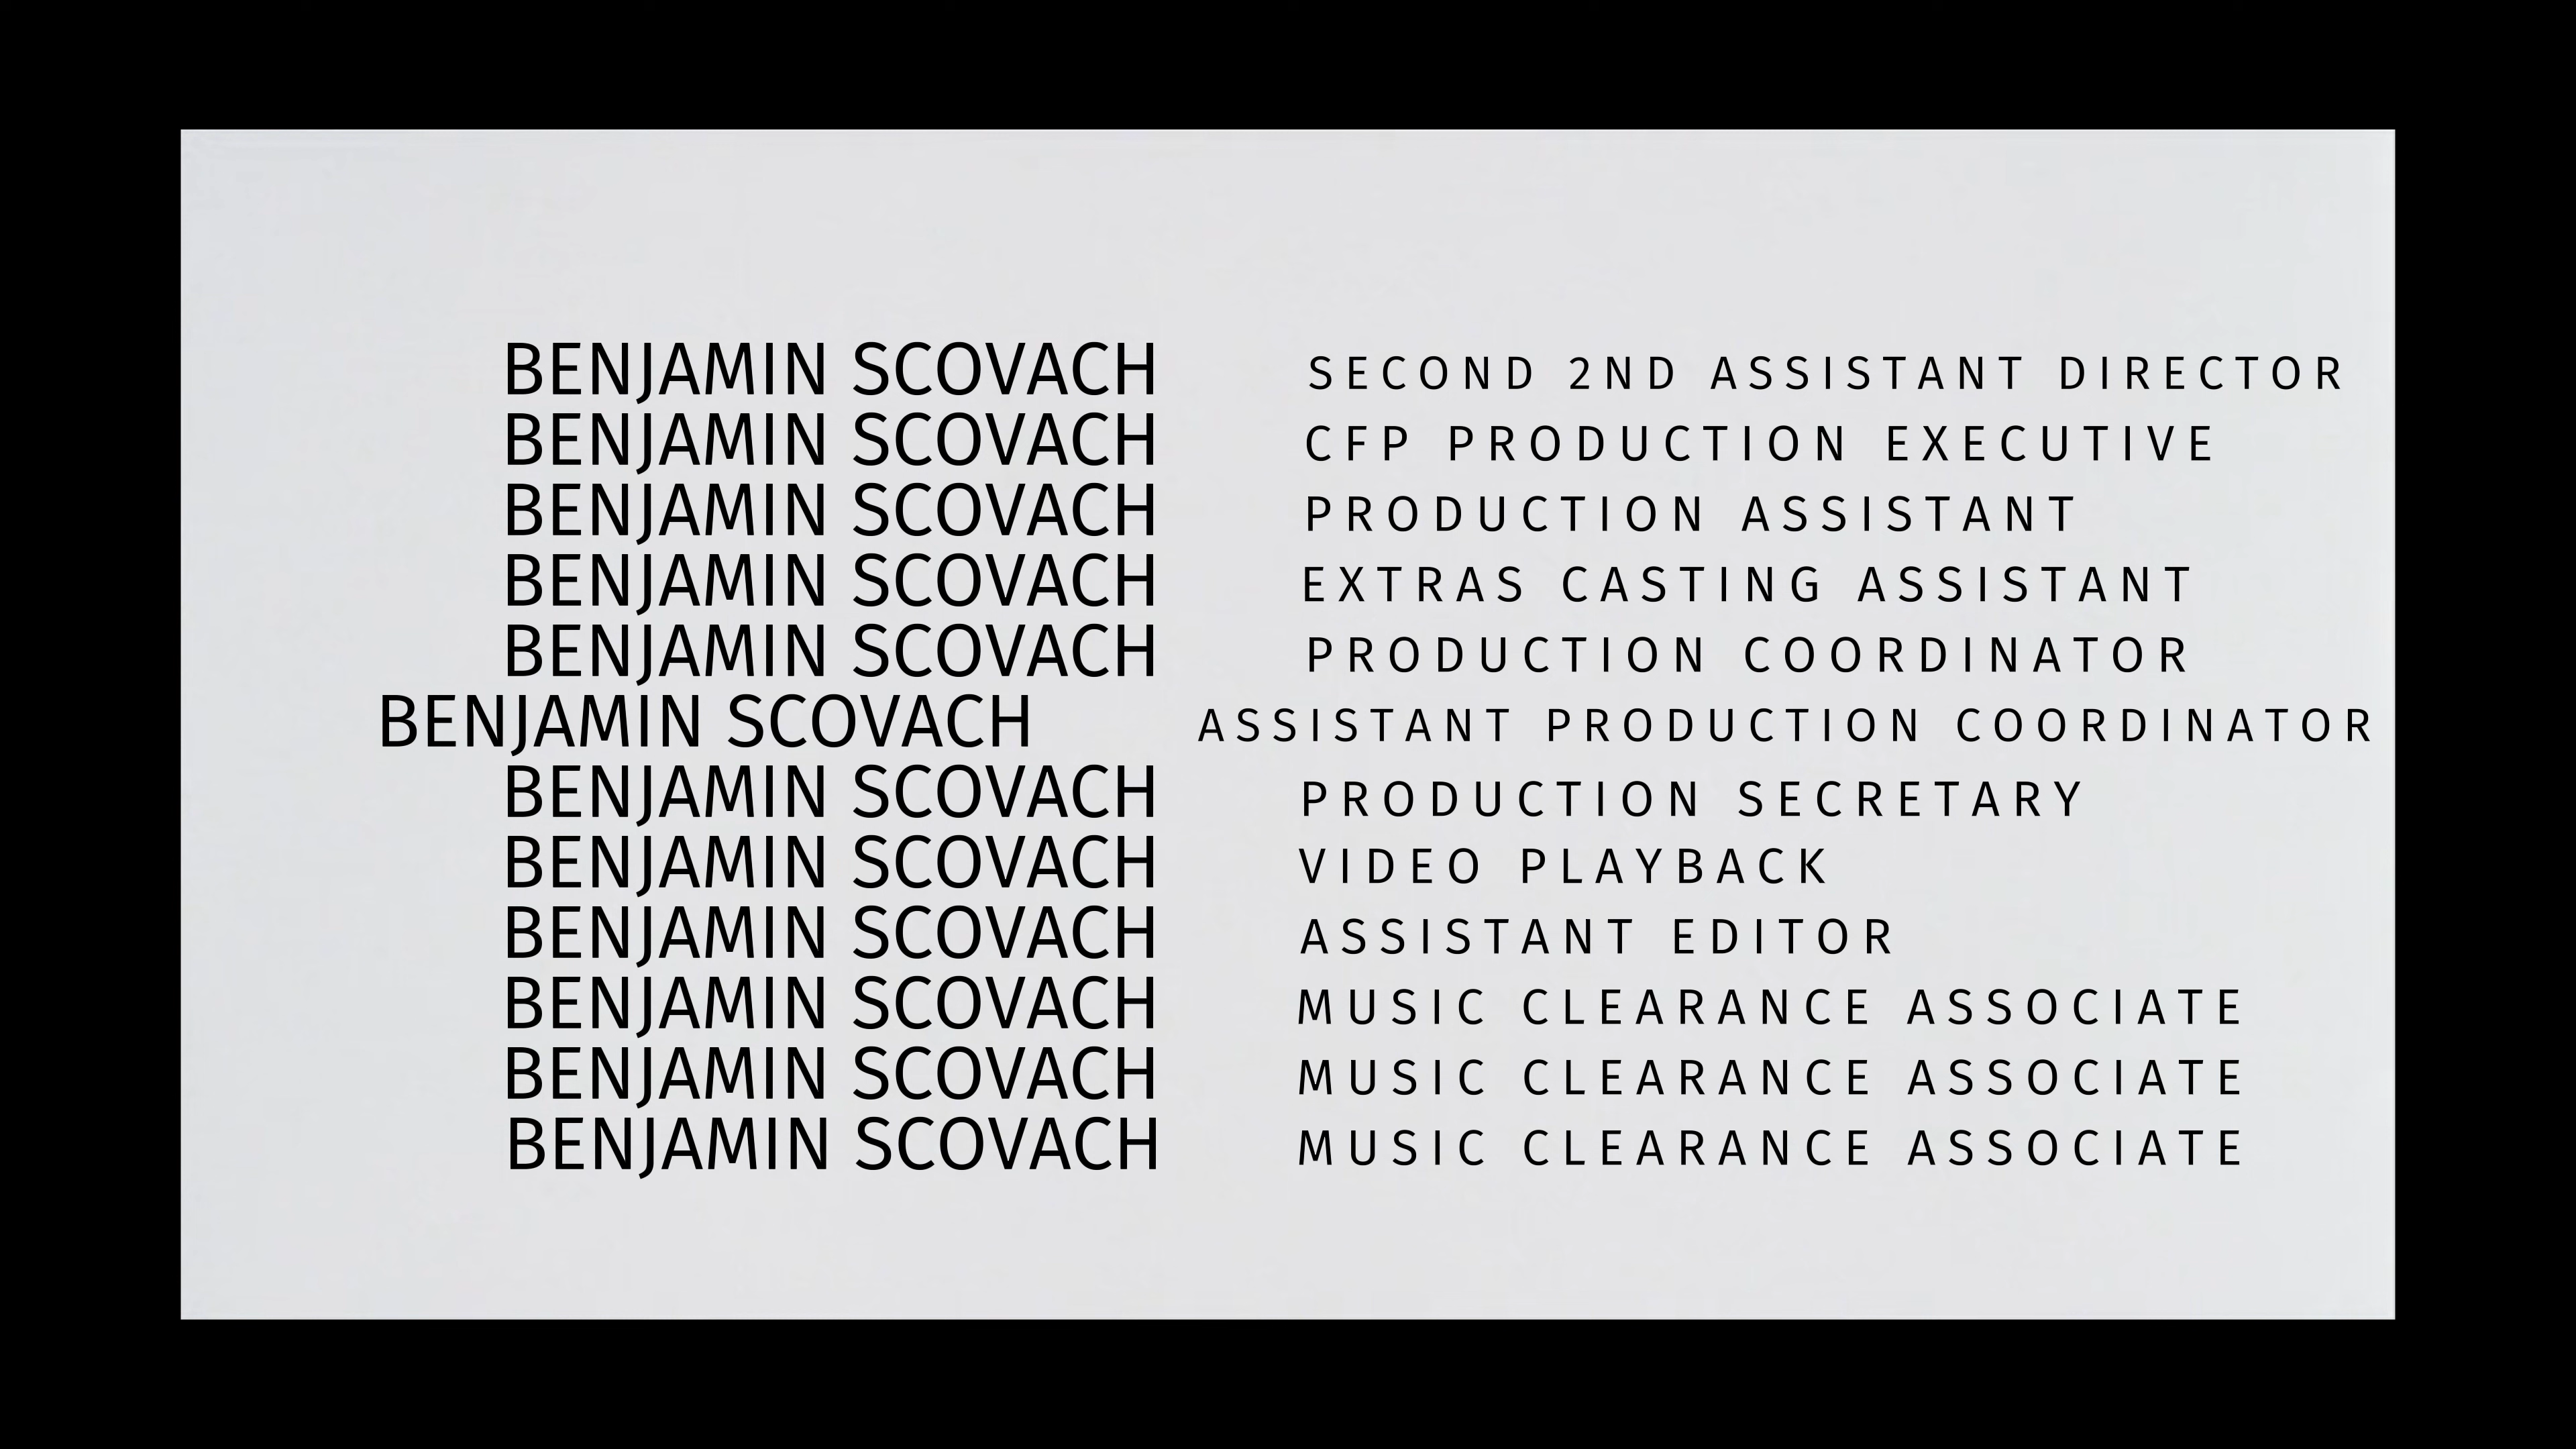 BENJAMIN SCOVACH SECOND 2ND ASSISTANT DIRECTOR
BENJAMIN SCOVACH CFP PRODUCTION EXECUTIVE
BENJAMIN SCOVACH PRODUCTION ASSISTANT
BENJAMIN SCOVACH EXTRAS CASTING ASSISTANT
BENJAMIN SCOVACH PRODUCTION COORDINATOR
BENJAMIN SCOVACH ASSISTANT PRODUCTION COORDINATOR
BENJAMIN SCOVACH PRODUCTION SECRETARY
BENJAMIN SCOVACH VIDEO PLAYBACK
BENJAMIN SCOVACH ASSISTANT EDITOR
BENJAMIN SCOVACH MUSIC CLEARANCE ASSOCIATE
BENJAMIN SCOVACH MUSIC CLEARANCE ASSOCIATE
BENJAMIN SCOVACH MUSIC CLEARANCE ASSOCIATE